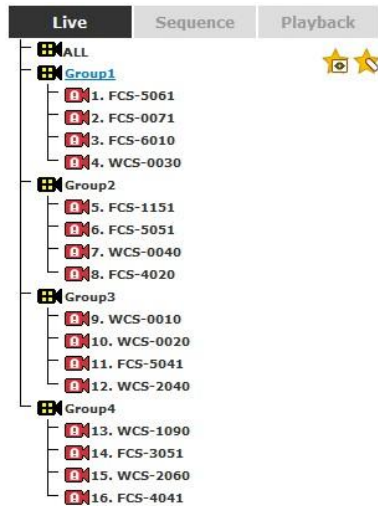 Live Sequence Playback
ALL
Group1
1. FCS-5061
2. FCS-0071
3. FCS-6010
4. WCS-0030
Group2
5. FCS-1151
6. FCS-5051
7. WCS-0040
8. FCS-4020
Group3
9. WCS-0010
10. WCS-0020
11. FCS-5041
12. WCS-2040
Group4
13. WCS-1090
14. FCS-3051
15. WCS-2060
16. FCS-4041